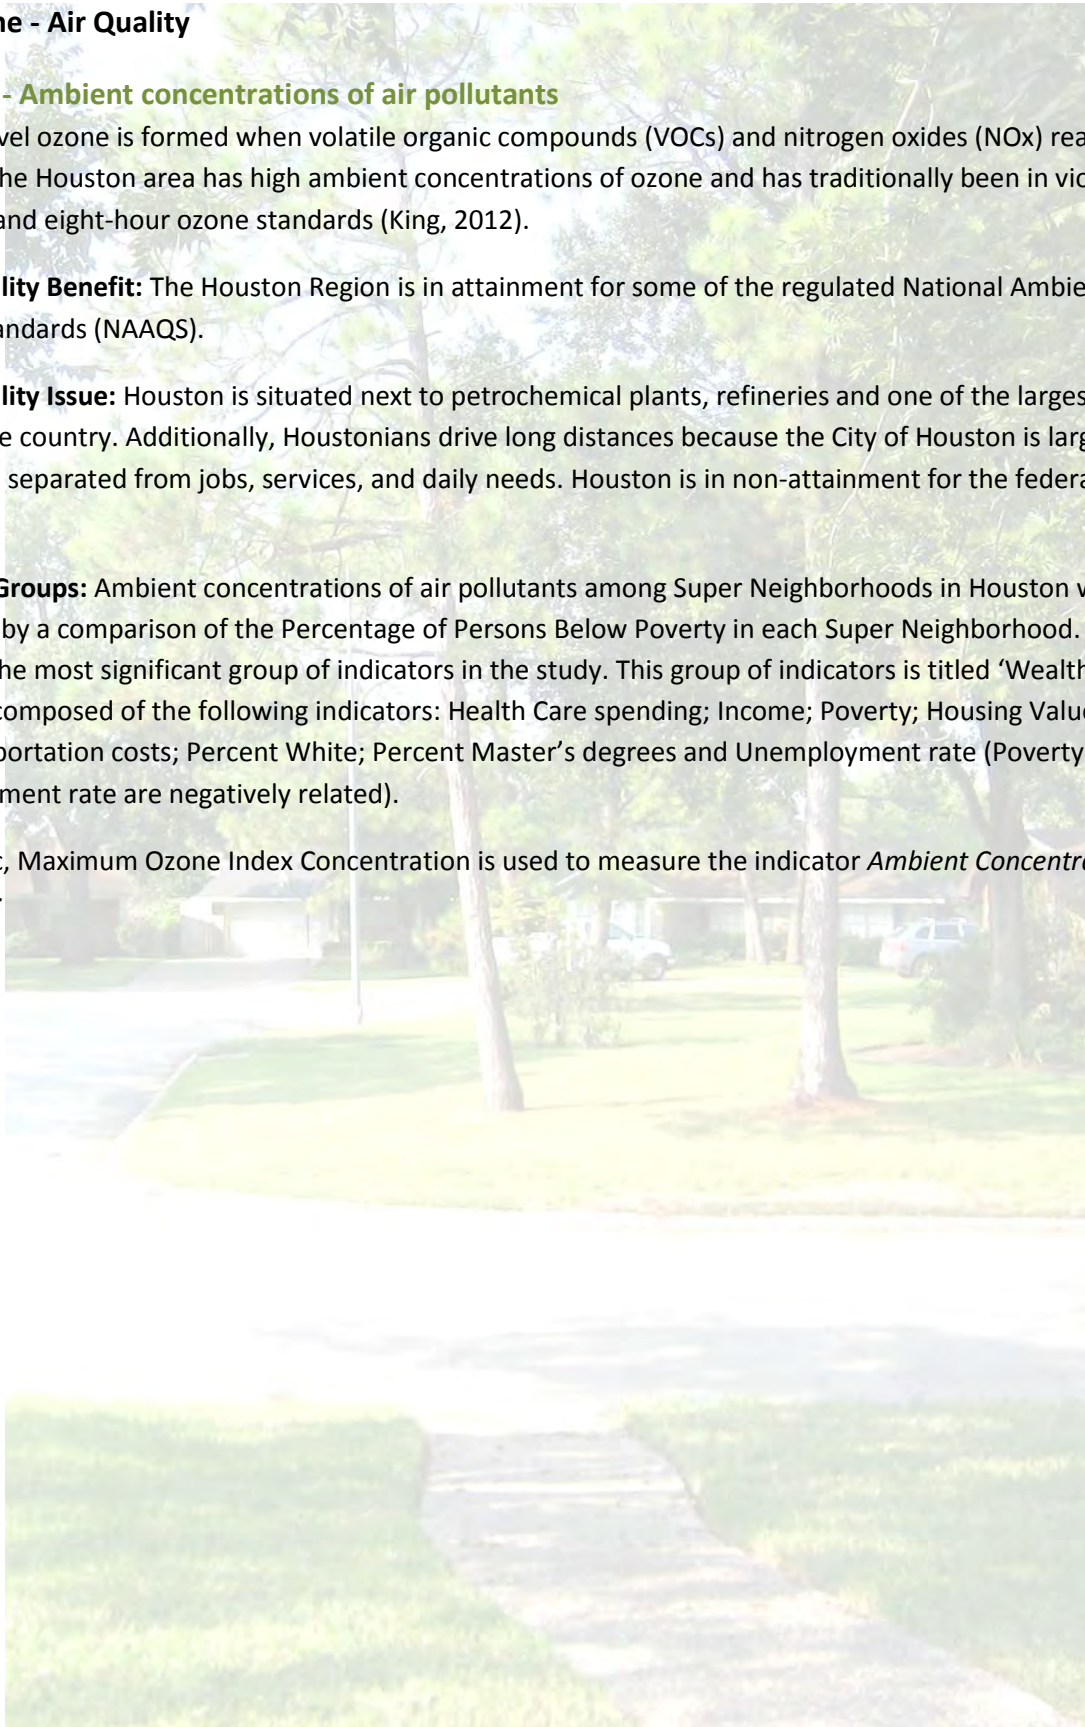 ne - Air Quality
- Ambient concentrations of air pollutants
vel ozone is formed when volatile organic compounds (VOCs) and nitrogen oxides (NOx) rea
he Houston area has high ambient concentrations of ozone and has traditionally been in vio
and eight-hour ozone standards (King, 2012).
lity Benefit: The Houston Region is in attainment for some of the regulated National Ambie
andards (NAAQS).
lity Issue: Houston is situated next to petrochemical plants, refineries and one of the larges
e country. Additionally, Houstonians drive long distances because the City of Houston is larg
separated from jobs, services, and daily needs. Houston is in non-attainment for the federa
Groups: Ambient concentrations of air pollutants among Super Neighborhoods in Houston w
by a comparison of the Percentage of Persons Below Poverty in each Super Neighborhood.
he most significant group of indicators in the study. This group of indicators is titled ‘Wealth
composed of the following indicators: Health Care spending; Income; Poverty; Housing Value
portation costs; Percent White; Percent Master’s degrees and Unemployment rate (Poverty
ment rate are negatively related).
c, Maximum Ozone Index Concentration is used to measure the indicator Ambient Concentra